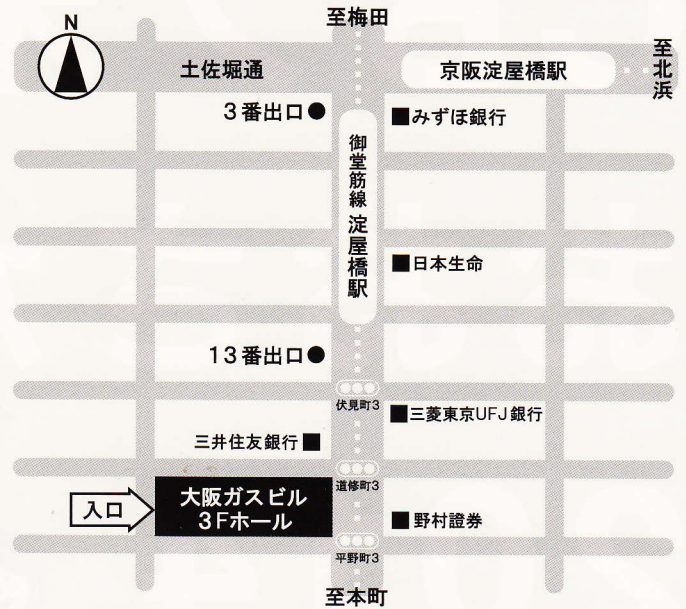 至梅田
N
土佐堀通
京阪淀屋橋駅
至北浜
3番出口●
■みずほ銀行
御堂筋線 淀屋橋駅
■日本生命
13番出口●
伏見町3
■三菱東京UFJ銀行
三井住友銀行■
道修町3
大阪ガスビル
3Fホール
入口
■野村證券
平野町3
至本町